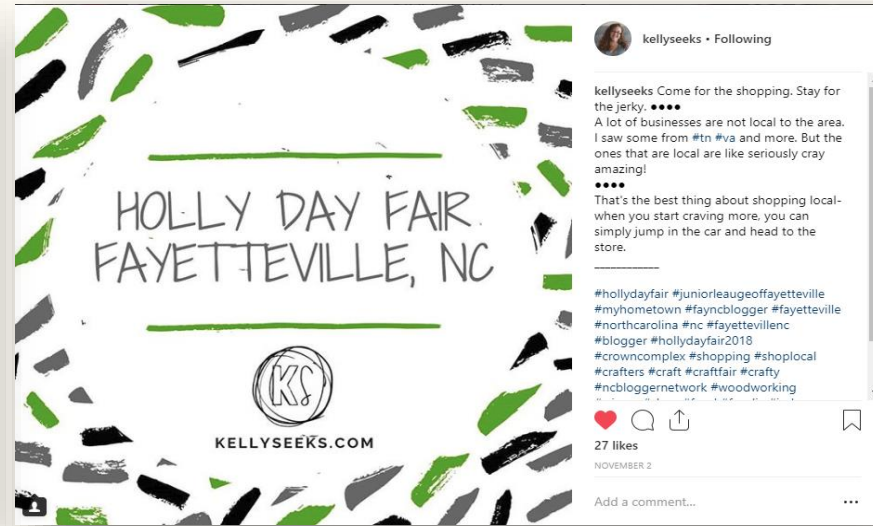 HOLLY DAY FAIR
FAYETTEVILLE, NC
KS
KELLYSEEKS.COM
kellyseeks • Following
kellyseeks Come for the shopping. Stay for
the jerky. ●●●●
A lot of businesses are not local to the area.
I saw some from #tn #va and more. But the
ones that are local are like seriously cray
amazing!
●●●●
That's the best thing about shopping local-
when you start craving more, you can
simply jump in the car and head to the
store.
____________
#hollydayfair #juniorleaugeoffayetteville
#myhometown #fayncblogger #fayetteville
#northcarolina #nc #fayettevillenc
#blogger #hollydayfair2018
#crowncomplex #shopping #shoplocal
#crafters #craft #craftfair #crafty
#ncbloggernetwork #woodworking
27 likes
NOVEMBER 2
Add a comment...